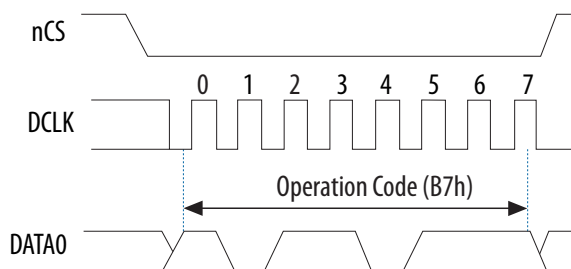 nCS
0 1 2 3 4 5 6 7
DCLK
Operation Code (B7h)
DATA0